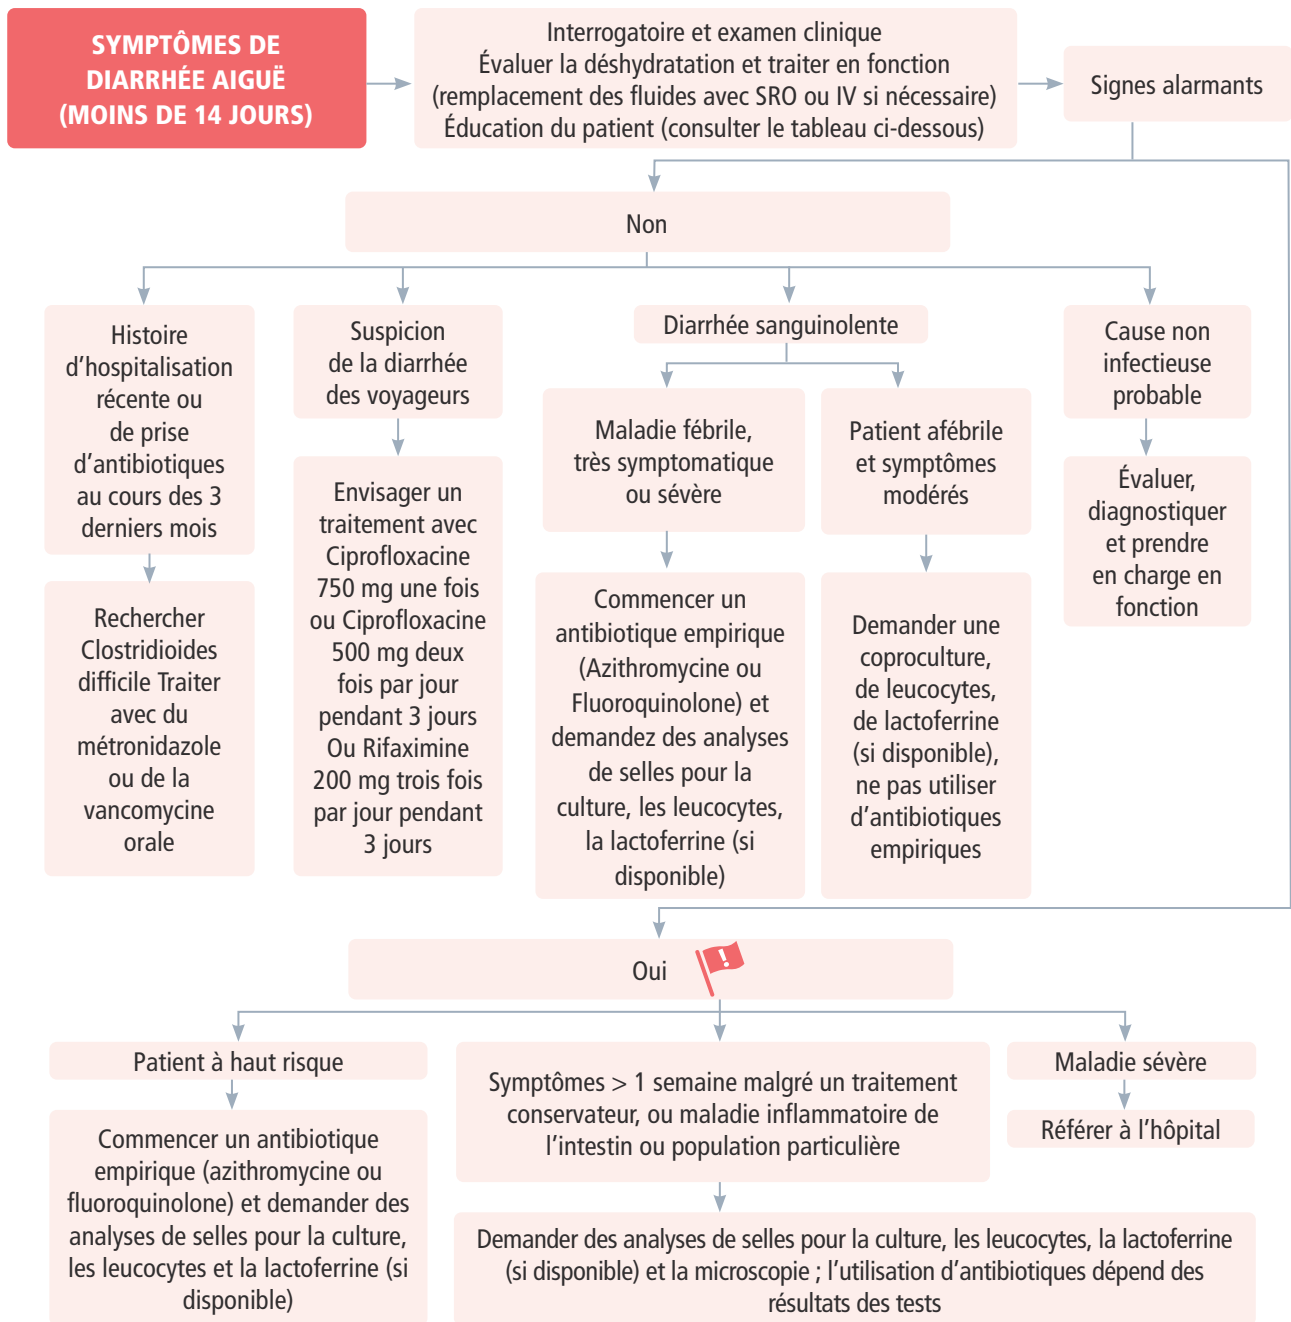 SYMPTÔMES DE
DIARRHÉE AIGUË
(MOINS DE 14 JOURS)
Interrogatoire et examen clinique
Évaluer la déshydratation et traiter en fonction
(remplacement des fluides avec SRO ou IV si nécessaire)
Éducation du patient (consulter le tableau ci-dessous)
Signes alarmants
Non
Histoire
d'hospitalisation
récente ou
de prise
d'antibiotiques
au cours des 3
derniers mois
Rechercher
Clostridioides
difficile Traiter
avec du
métronidazole
ou de la
vancomycine
orale
Suspicion
de la diarrhée
des voyageurs
Envisager un
traitement avec
Ciprofloxacine
750 mg une fois
ou Ciprofloxacine
500 mg deux
fois par jour
pendant 3 jours
Ou Rifaximine
200 mg trois fois
par jour pendant
3 jours
Diarrhée sanguinolente
Maladie fébrile,
très symptomatique
ou sévère
Commencer un
antibiotique empirique
(Azithromycine ou
Fluoroquinolone) et
demandez des analyses
de selles pour la
culture, les leucocytes,
la lactoferrine (si
disponible)
Patient afébrile
et symptômes
modérés
Demander une
coproculture,
de leucocytes,
de lactoferrine
(si disponible),
ne pas utiliser
d'antibiotiques
empiriques
Cause non
infectieuse
probable
Évaluer,
diagnostiquer
et prendre
en charge en
fonction
Oui
!
Patient à haut risque
Commencer un antibiotique
empirique (azithromycine ou
fluoroquinolone) et demander des
analyses de selles pour la culture,
les leucocytes et la lactoferrine (si
disponible)
Symptômes > 1 semaine malgré un traitement
conservateur, ou maladie inflammatoire de
l'intestin ou population particulière
Demander des analyses de selles pour la culture, les leucocytes, la lactoferrine
(si disponible) et la microscopie ; l'utilisation d'antibiotiques dépend des
résultats des tests
Maladie sévère
Référer à l'hôpital